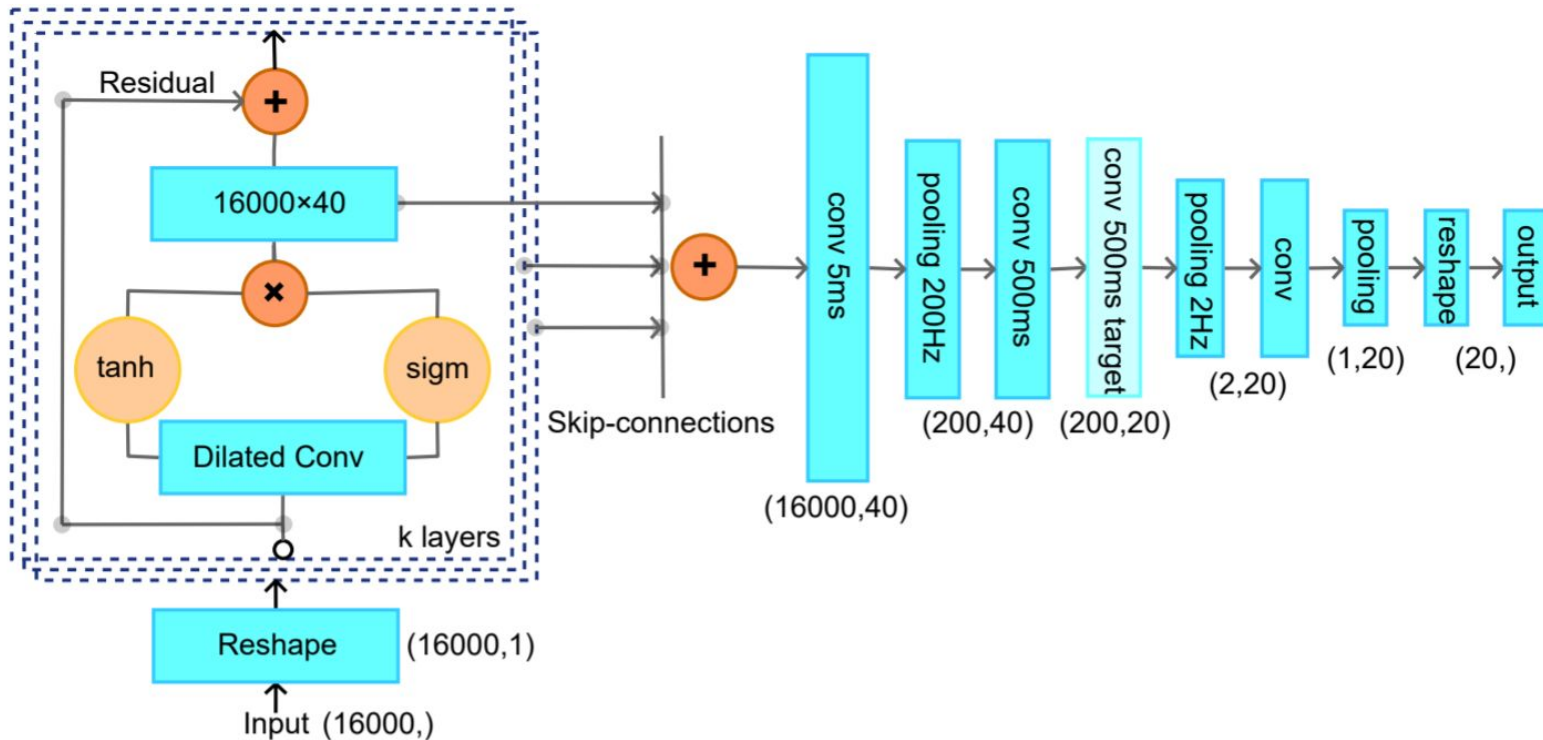 Residual
+
16000×40
×
tanh
sigm
Dilated Conv
k layers
Reshape
(16000,1)
Input (16000,)
Skip-connections
+
conv 5ms
(16000,40)
pooling 200Hz
(200,40)
conv 500ms
conv 500ms target
(200,20)
pooling 2Hz
(2,20)
conv
pooling
(1,20)
reshape
(20,)
output